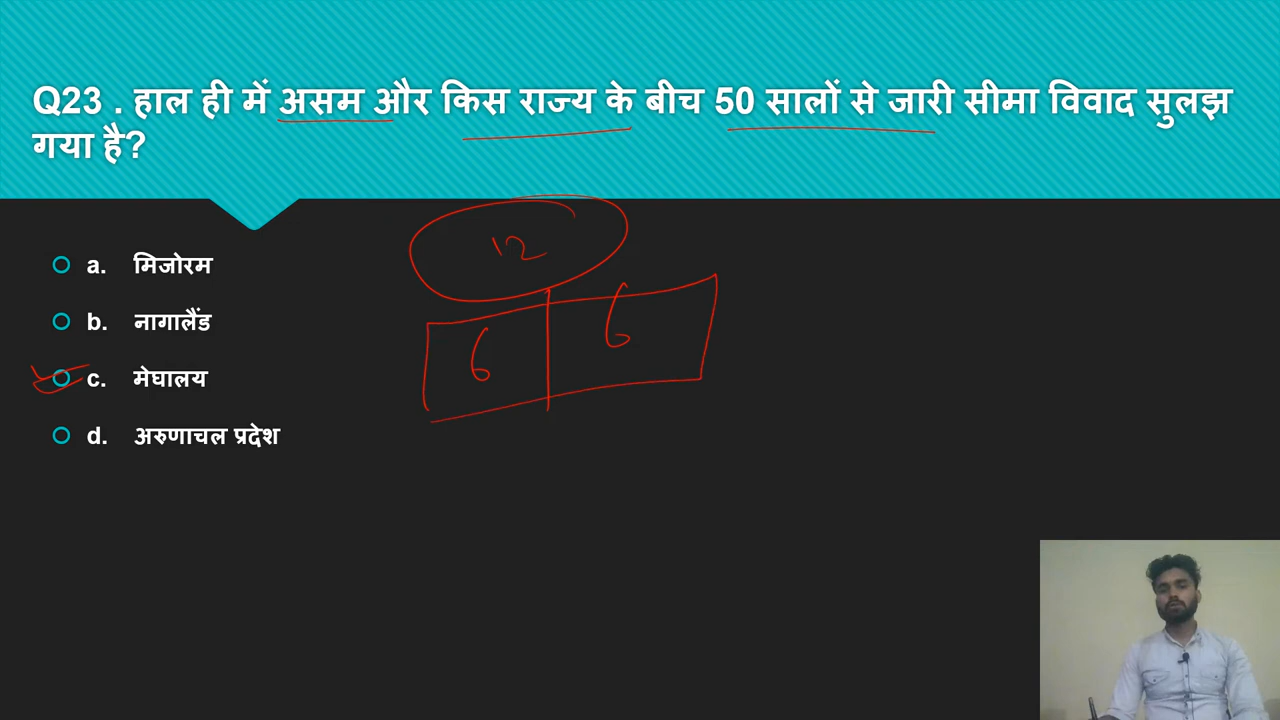 Q23 . हाल ही में असम और किस राज्य के बीच 50 सालों से जारी सीमा विवाद सुलझ
गया है?
12
a. मिजोरम
6 6
b. नागालैंड
c. मेघालय
d. अरुणाचल प्रदेश